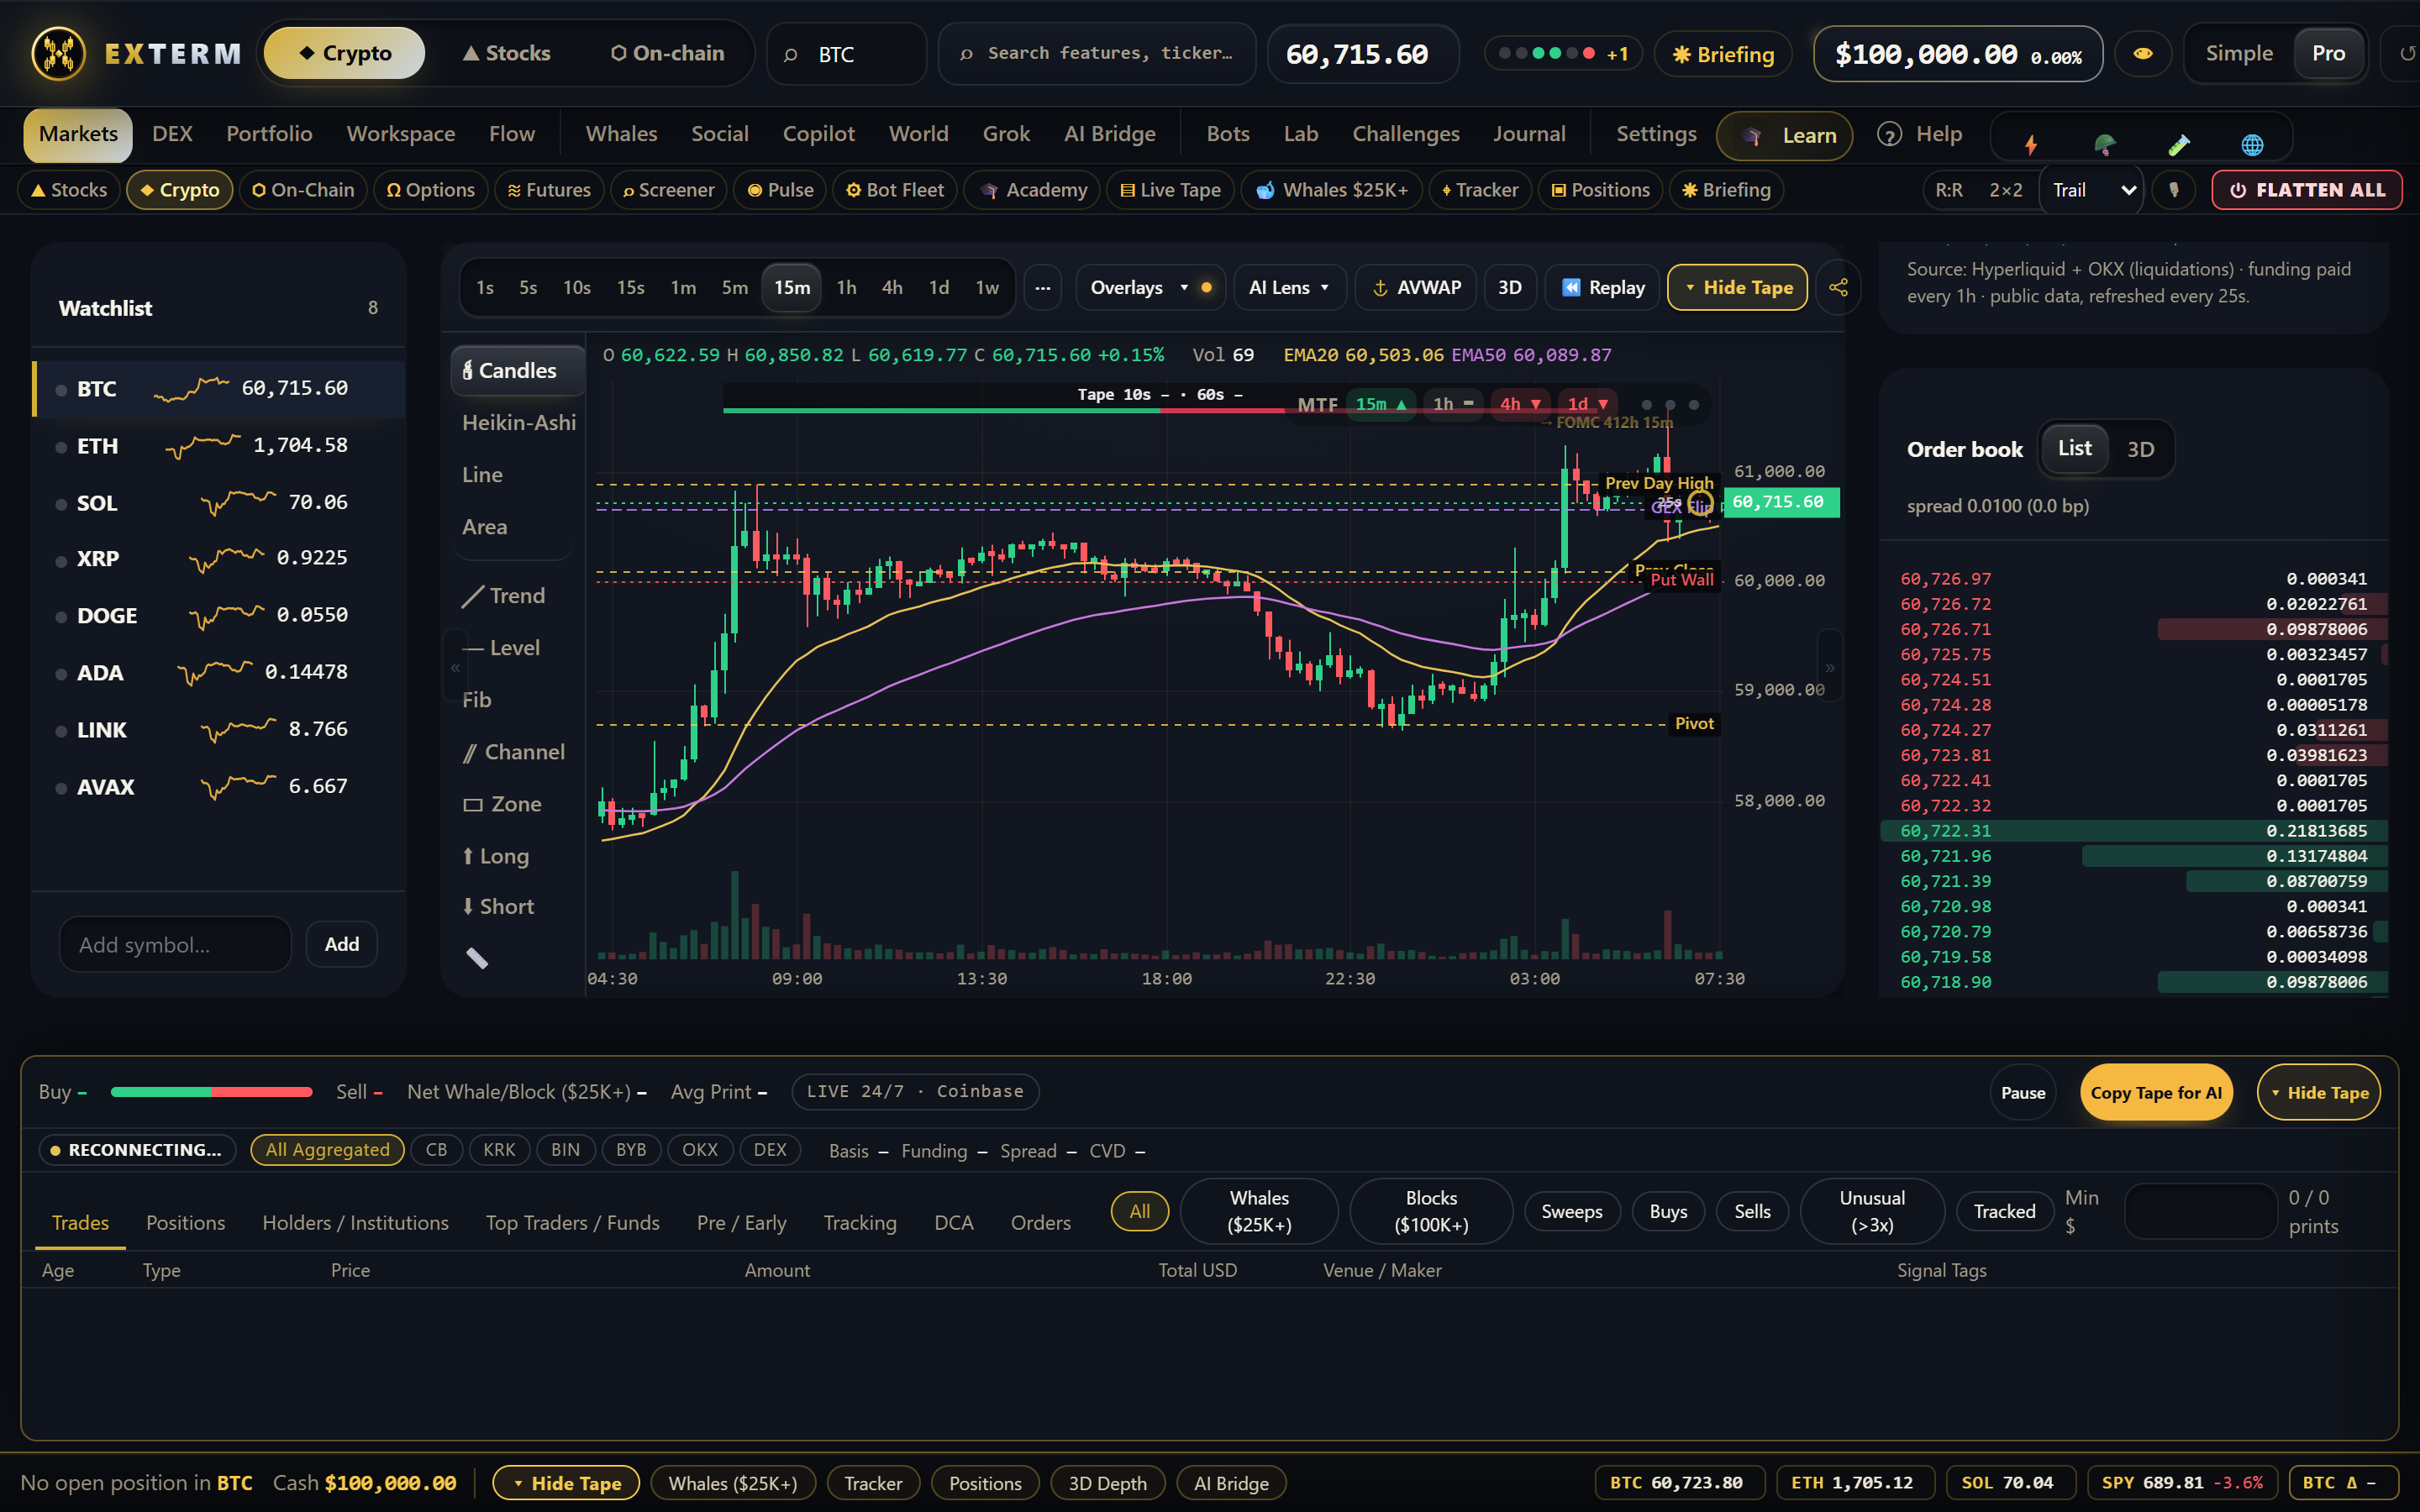 EXTERM
Crypto
Stocks
On-chain
BTC
Search features, ticker…
60,715.60
+1
Briefing
$100,000.00 0.00%
Simple
Pro
Markets
DEX
Portfolio
Workspace
Flow
Whales
Social
Copilot
World
Grok
AI Bridge
Bots
Lab
Challenges
Journal
Settings
Learn
? Help
Stocks
Crypto
On-Chain
Options
Futures
Screener
Pulse
Bot Fleet
Academy
Live Tape
Whales $25K+
Tracker
Positions
Briefing
R:R
2×2
Trail
FLATTEN ALL
Watchlist
8
BTC 60,715.60
ETH 1,704.58
SOL 70.06
XRP 0.9225
DOGE 0.0550
ADA 0.14478
LINK 8.766
AVAX 6.667
Add symbol...
Add
1s 5s 10s 15s 1m 5m 15m 1h 4h 1d 1w
...
Overlays
AI Lens
AVWAP
3D
Replay
Hide Tape
Candles
Heikin-Ashi
Line
Area
Trend
Level
Fib
Channel
Zone
Long
Short
«
»
O 60,622.59 H 60,850.82 L 60,619.77 C 60,715.60 +0.15% Vol 69 EMA20 60,503.06 EMA50 60,089.87
Tape 10s – · 60s –
MTF 15m ▲ 1h – 4h ▼ 1d ▼
→ FOMC 412h 15m
Prev Day High
25s
GEX Flip
Prev Close
Put Wall
Pivot
61,000.00
60,715.60
60,000.00
59,000.00
58,000.00
04:30 09:00 13:30 18:00 22:30 03:00 07:30
Source: Hyperliquid + OKX (liquidations) · funding paid
every 1h · public data, refreshed every 25s.
Order book
List
3D
spread 0.0100 (0.0 bp)
60,726.97 0.000341
60,726.72 0.02022761
60,726.71 0.09878006
60,725.75 0.00323457
60,724.51 0.0001705
60,724.28 0.00005178
60,724.27 0.0311261
60,723.81 0.03981623
60,722.41 0.0001705
60,722.32 0.0001705
60,722.31 0.21813685
60,721.96 0.13174804
60,721.39 0.08700759
60,720.98 0.000341
60,720.79 0.00658736
60,719.58 0.00034098
60,718.90 0.09878006
Buy –
Sell –
Net Whale/Block ($25K+) –
Avg Print –
LIVE 24/7 · Coinbase
Pause
Copy Tape for AI
Hide Tape
RECONNECTING…
All Aggregated
CB
KRK
BIN
BYB
OKX
DEX
Basis – Funding – Spread – CVD –
Trades
Positions
Holders / Institutions
Top Traders / Funds
Pre / Early
Tracking
DCA
Orders
All
Whales
($25K+)
Blocks
($100K+)
Sweeps
Buys
Sells
Unusual
(>3x)
Tracked
Min
$
0 / 0
prints
Age
Type
Price
Amount
Total USD
Venue / Maker
Signal Tags
No open position in BTC
Cash $100,000.00
Hide Tape
Whales ($25K+)
Tracker
Positions
3D Depth
AI Bridge
BTC 60,723.80
ETH 1,705.12
SOL 70.04
SPY 689.81 -3.6%
BTC Δ –